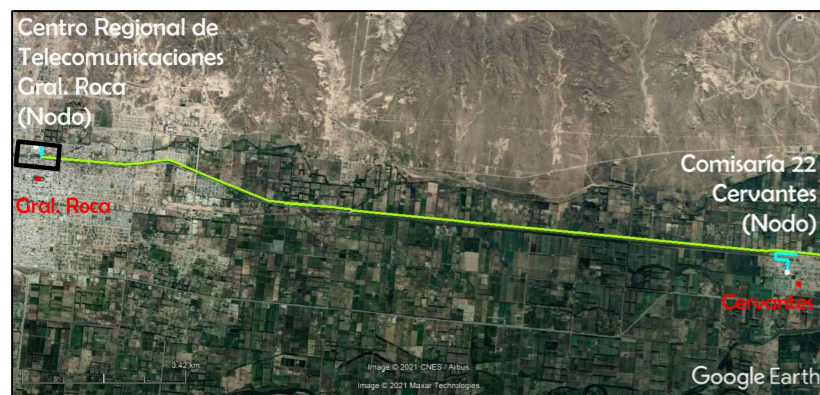 Centro Regional de
Telecomunicaciones
Gral. Roca
(Nodo)
Gral. Roca
Comisaría 22
Cervantes
(Nodo)
Cervantes
3.42 km
Image © 2021 CNES / Airbus
Image © 2021 Maxar Technologies
Google Earth